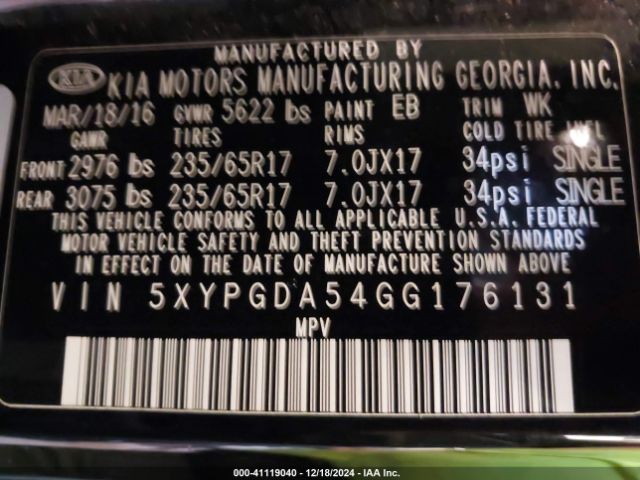 MANUFACTURED BY
KIA KIA MOTORS MANUFACTURING GEORGIA, INC.
MAR/18/16 GVWR 5622 lbs PAINT EB TRIM WK
GAWR TIRES RIMS COLD TIRE INFL
FRONT 2976 lbs 235/65R17 7.0JX17 34psi SINGLE
REAR 3075 lbs 235/65R17 7.0JX17 34psi SINGLE
THIS VEHICLE CONFORMS TO ALL APPLICABLE U.S.A. FEDERAL
MOTOR VEHICLE SAFETY AND THEFT PREVENTION STANDARDS
IN EFFECT ON THE DATE OF MANUFACTURE SHOWN ABOVE
VIN 5XYPGDA54GG176131
MPV
000-41119040 - 12/18/2024 - IAA Inc.